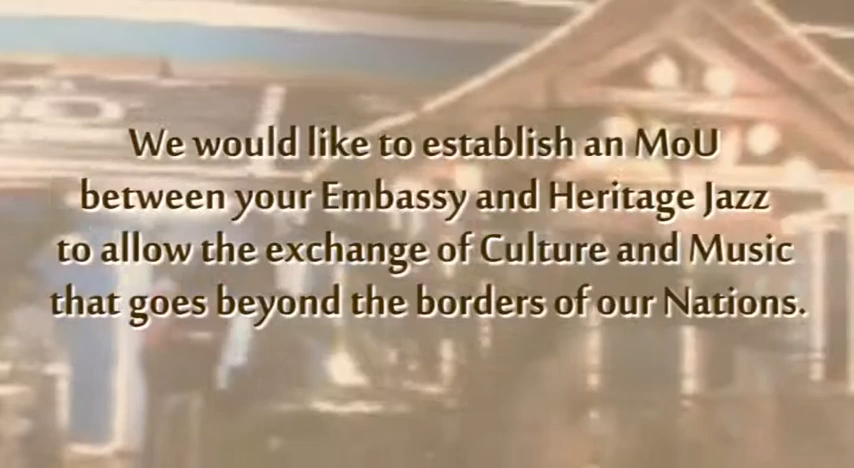 We would like to establish an MoU
between your Embassy and Heritage Jazz
to allow the exchange of Culture and Music
that goes beyond the borders of our Nations.